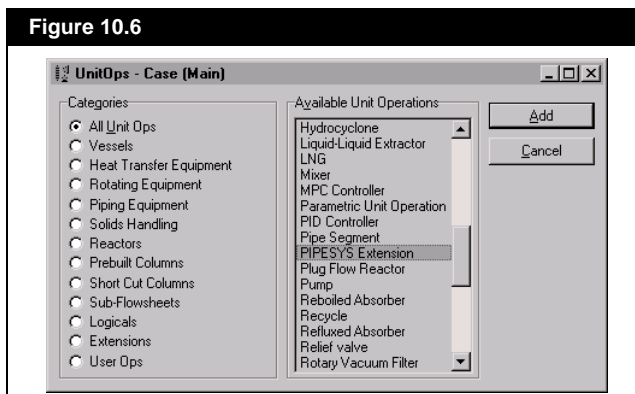 Figure 10.6
UnitOps - Case (Main)
Categories
All Unit Ops
Vessels
Heat Transfer Equipment
Rotating Equipment
Piping Equipment
Solids Handling
Reactors
Prebuilt Columns
Short Cut Columns
Sub-Flowsheets
Logicals
Extensions
User Ops
Available Unit Operations
Hydrocyclone
Liquid-Liquid Extractor
LNG
Mixer
MPC Controller
Parametric Unit Operation
PID Controller
Pipe Segment
PIPESYS Extension
Plug Flow Reactor
Pump
Reboiled Absorber
Recycle
Refluxed Absorber
Relief valve
Rotary Vacuum Filter
Add
Cancel